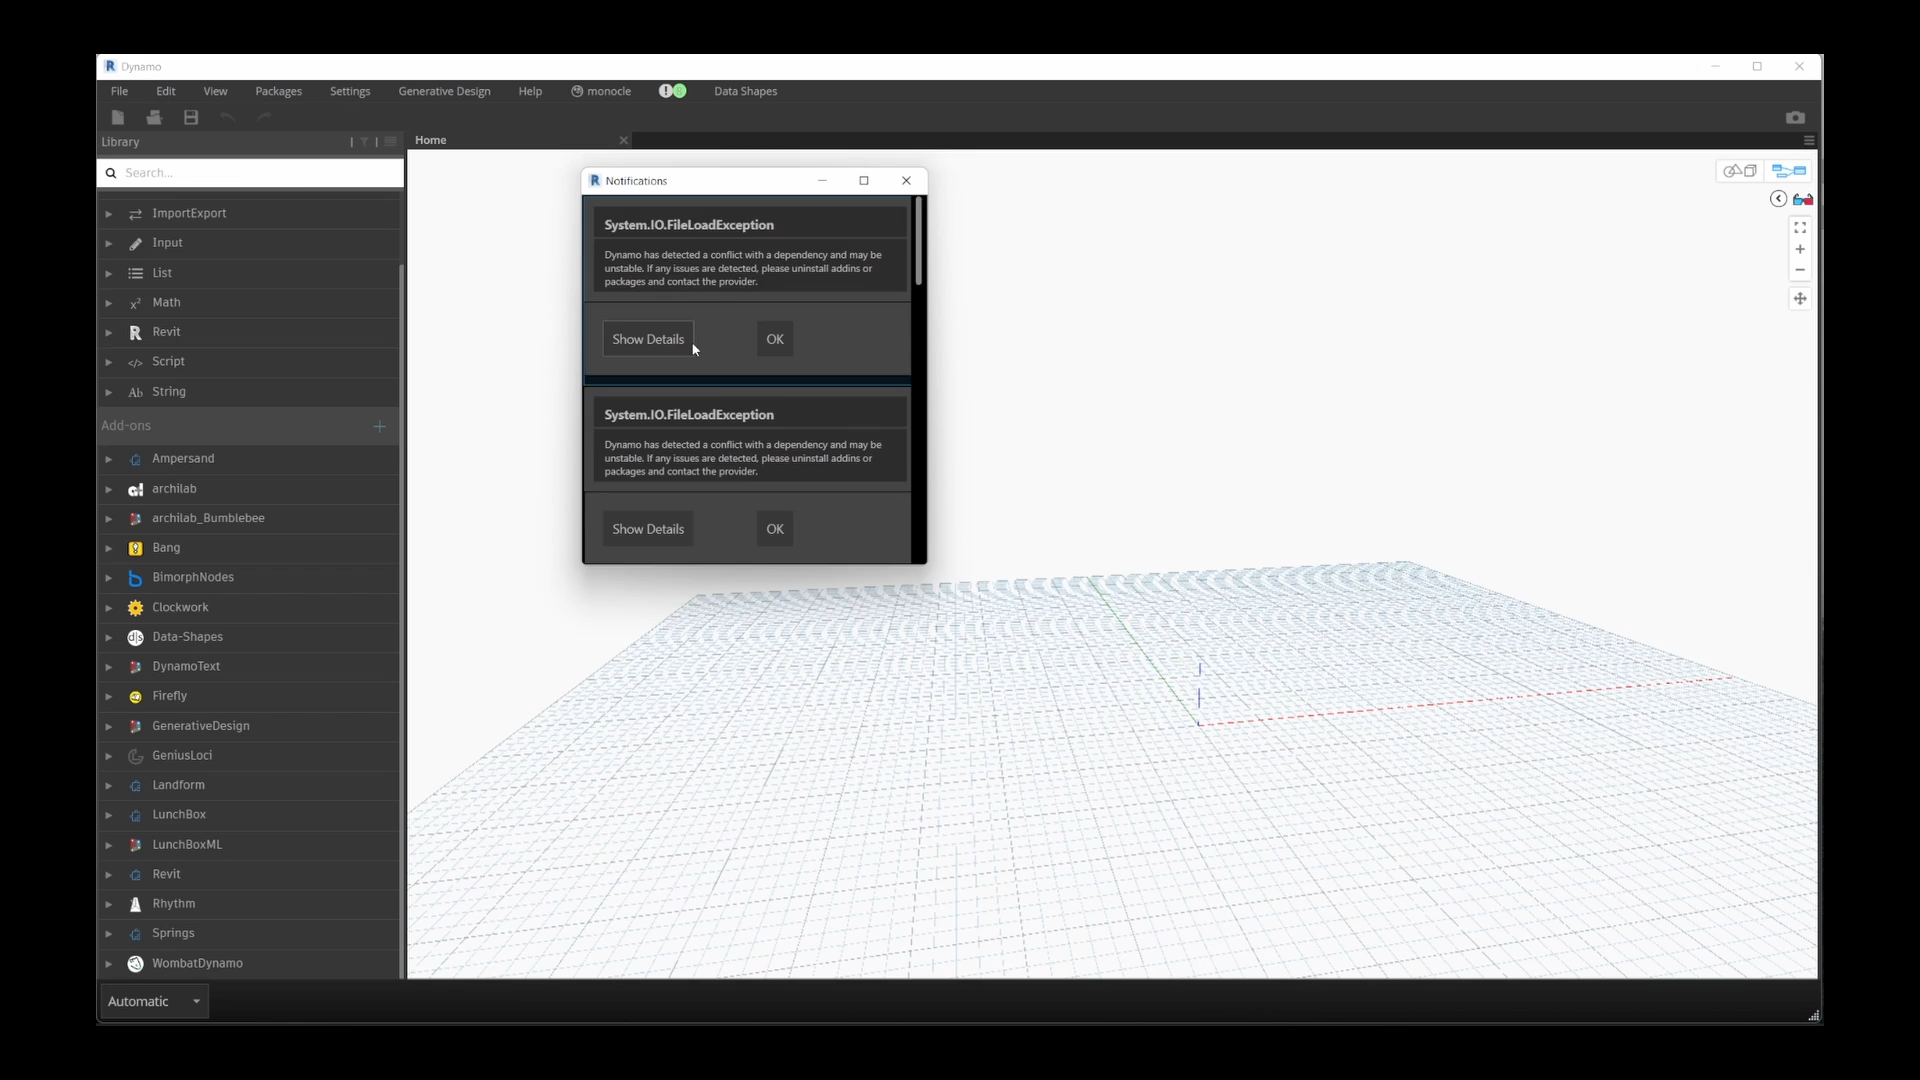 Dynamo
File Edit View Packages Settings Generative Design Help monocle Data Shapes
Library
Home
Search...
ImportExport
Input
List
Math
Revit
Script
String
Add-ons
Ampersand
archilab
archilab_Bumblebee
Bang
BimorphNodes
Clockwork
Data-Shapes
DynamoText
Firefly
GenerativeDesign
GeniusLoci
Landform
LunchBox
LunchBoxML
Revit
Rhythm
Springs
WombatDynamo
Automatic
Notifications
System.IO.FileLoadException
Dynamo has detected a conflict with a dependency and may be
unstable. If any issues are detected, please uninstall addins or
packages and contact the provider.
Show Details OK
System.IO.FileLoadException
Dynamo has detected a conflict with a dependency and may be
unstable. If any issues are detected, please uninstall addins or
packages and contact the provider.
Show Details OK